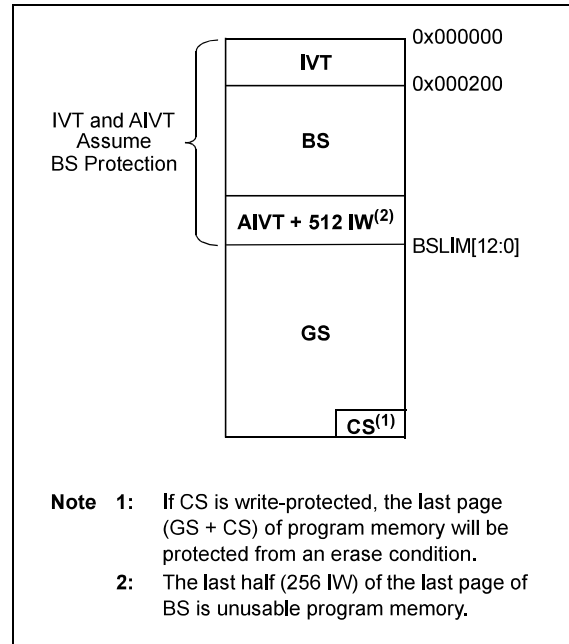 0x000000
IVT
0x000200
IVT and AIVT
Assume
BS Protection
BS
AIVT + 512 IW(2)
BSLIM[12:0]
GS
CS(1)
Note 1: If CS is write-protected, the last page
(GS + CS) of program memory will be
protected from an erase condition.
2: The last half (256 IW) of the last page of
BS is unusable program memory.